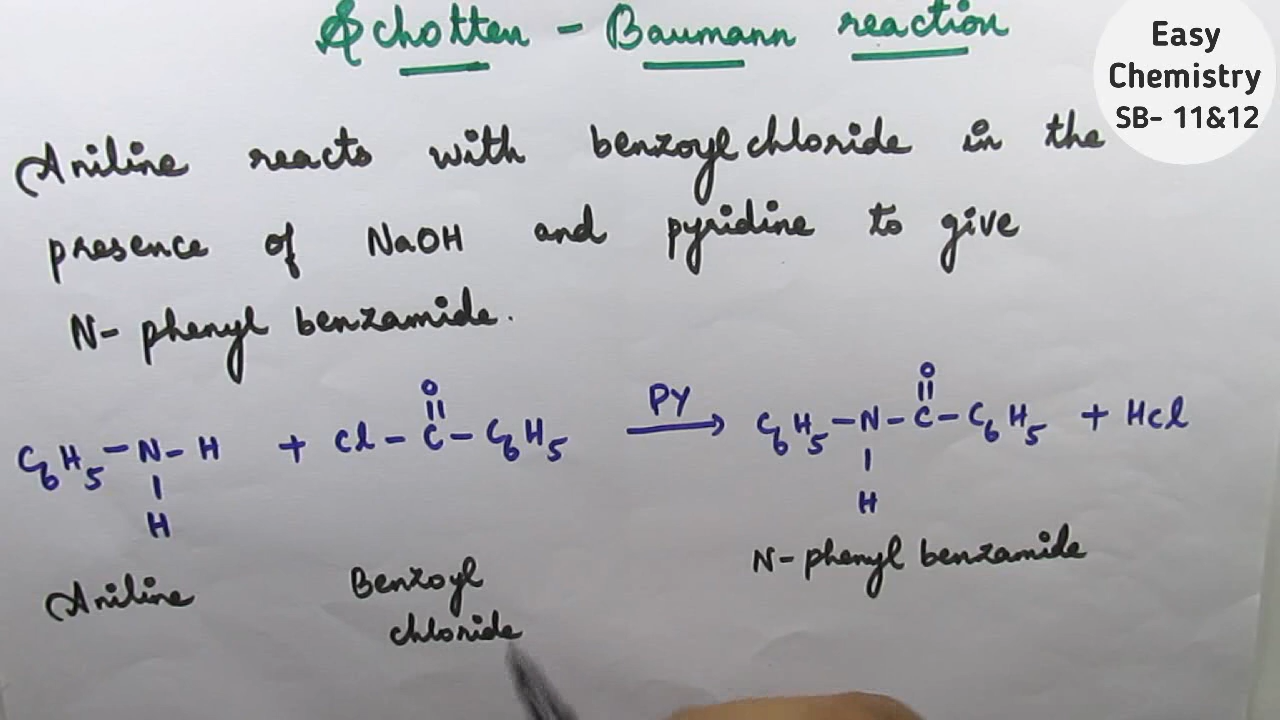 Schotten - Baumann reaction
Easy
Chemistry
SB- 11&12
Aniline reacts with benzoyl chloride in the
presence of NaOH and pyridine to give
N- phenyl benzamide.
O O
|| ||
C6H5 - N - H + Cl - C - C6H5 PY → C6H5 - N - C - C6H5 + HCl
| |
H H
Aniline Benzoyl chloride N- phenyl benzamide